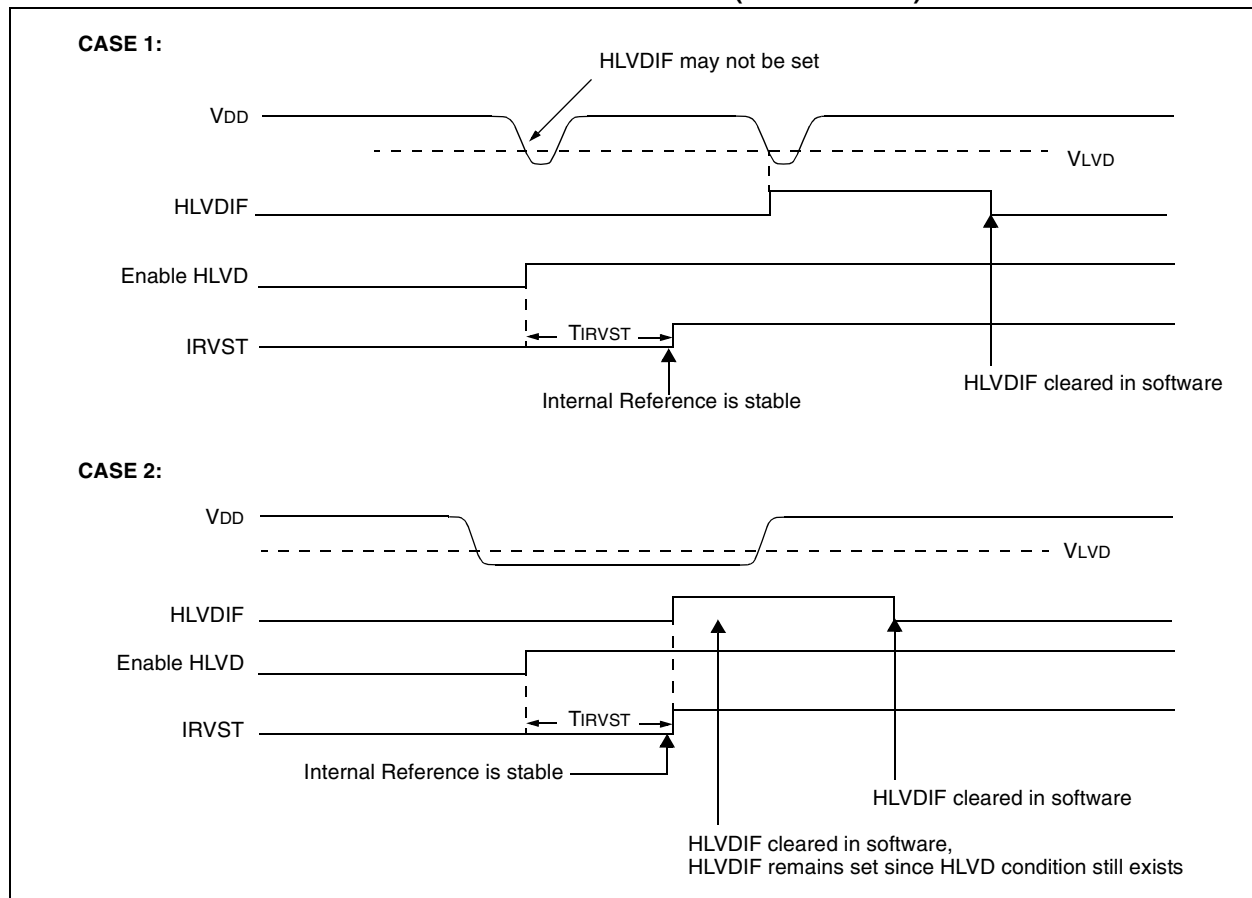 CASE 1:
HLVDIF may not be set
VDD
VLVD
HLVDIF
Enable HLVD
TIRVST
IRVST
HLVDIF cleared in software
Internal Reference is stable
CASE 2:
VDD
VLVD
HLVDIF
Enable HLVD
TIRVST
IRVST
Internal Reference is stable
HLVDIF cleared in software
HLVDIF cleared in software,
HLVDIF remains set since HLVD condition still exists